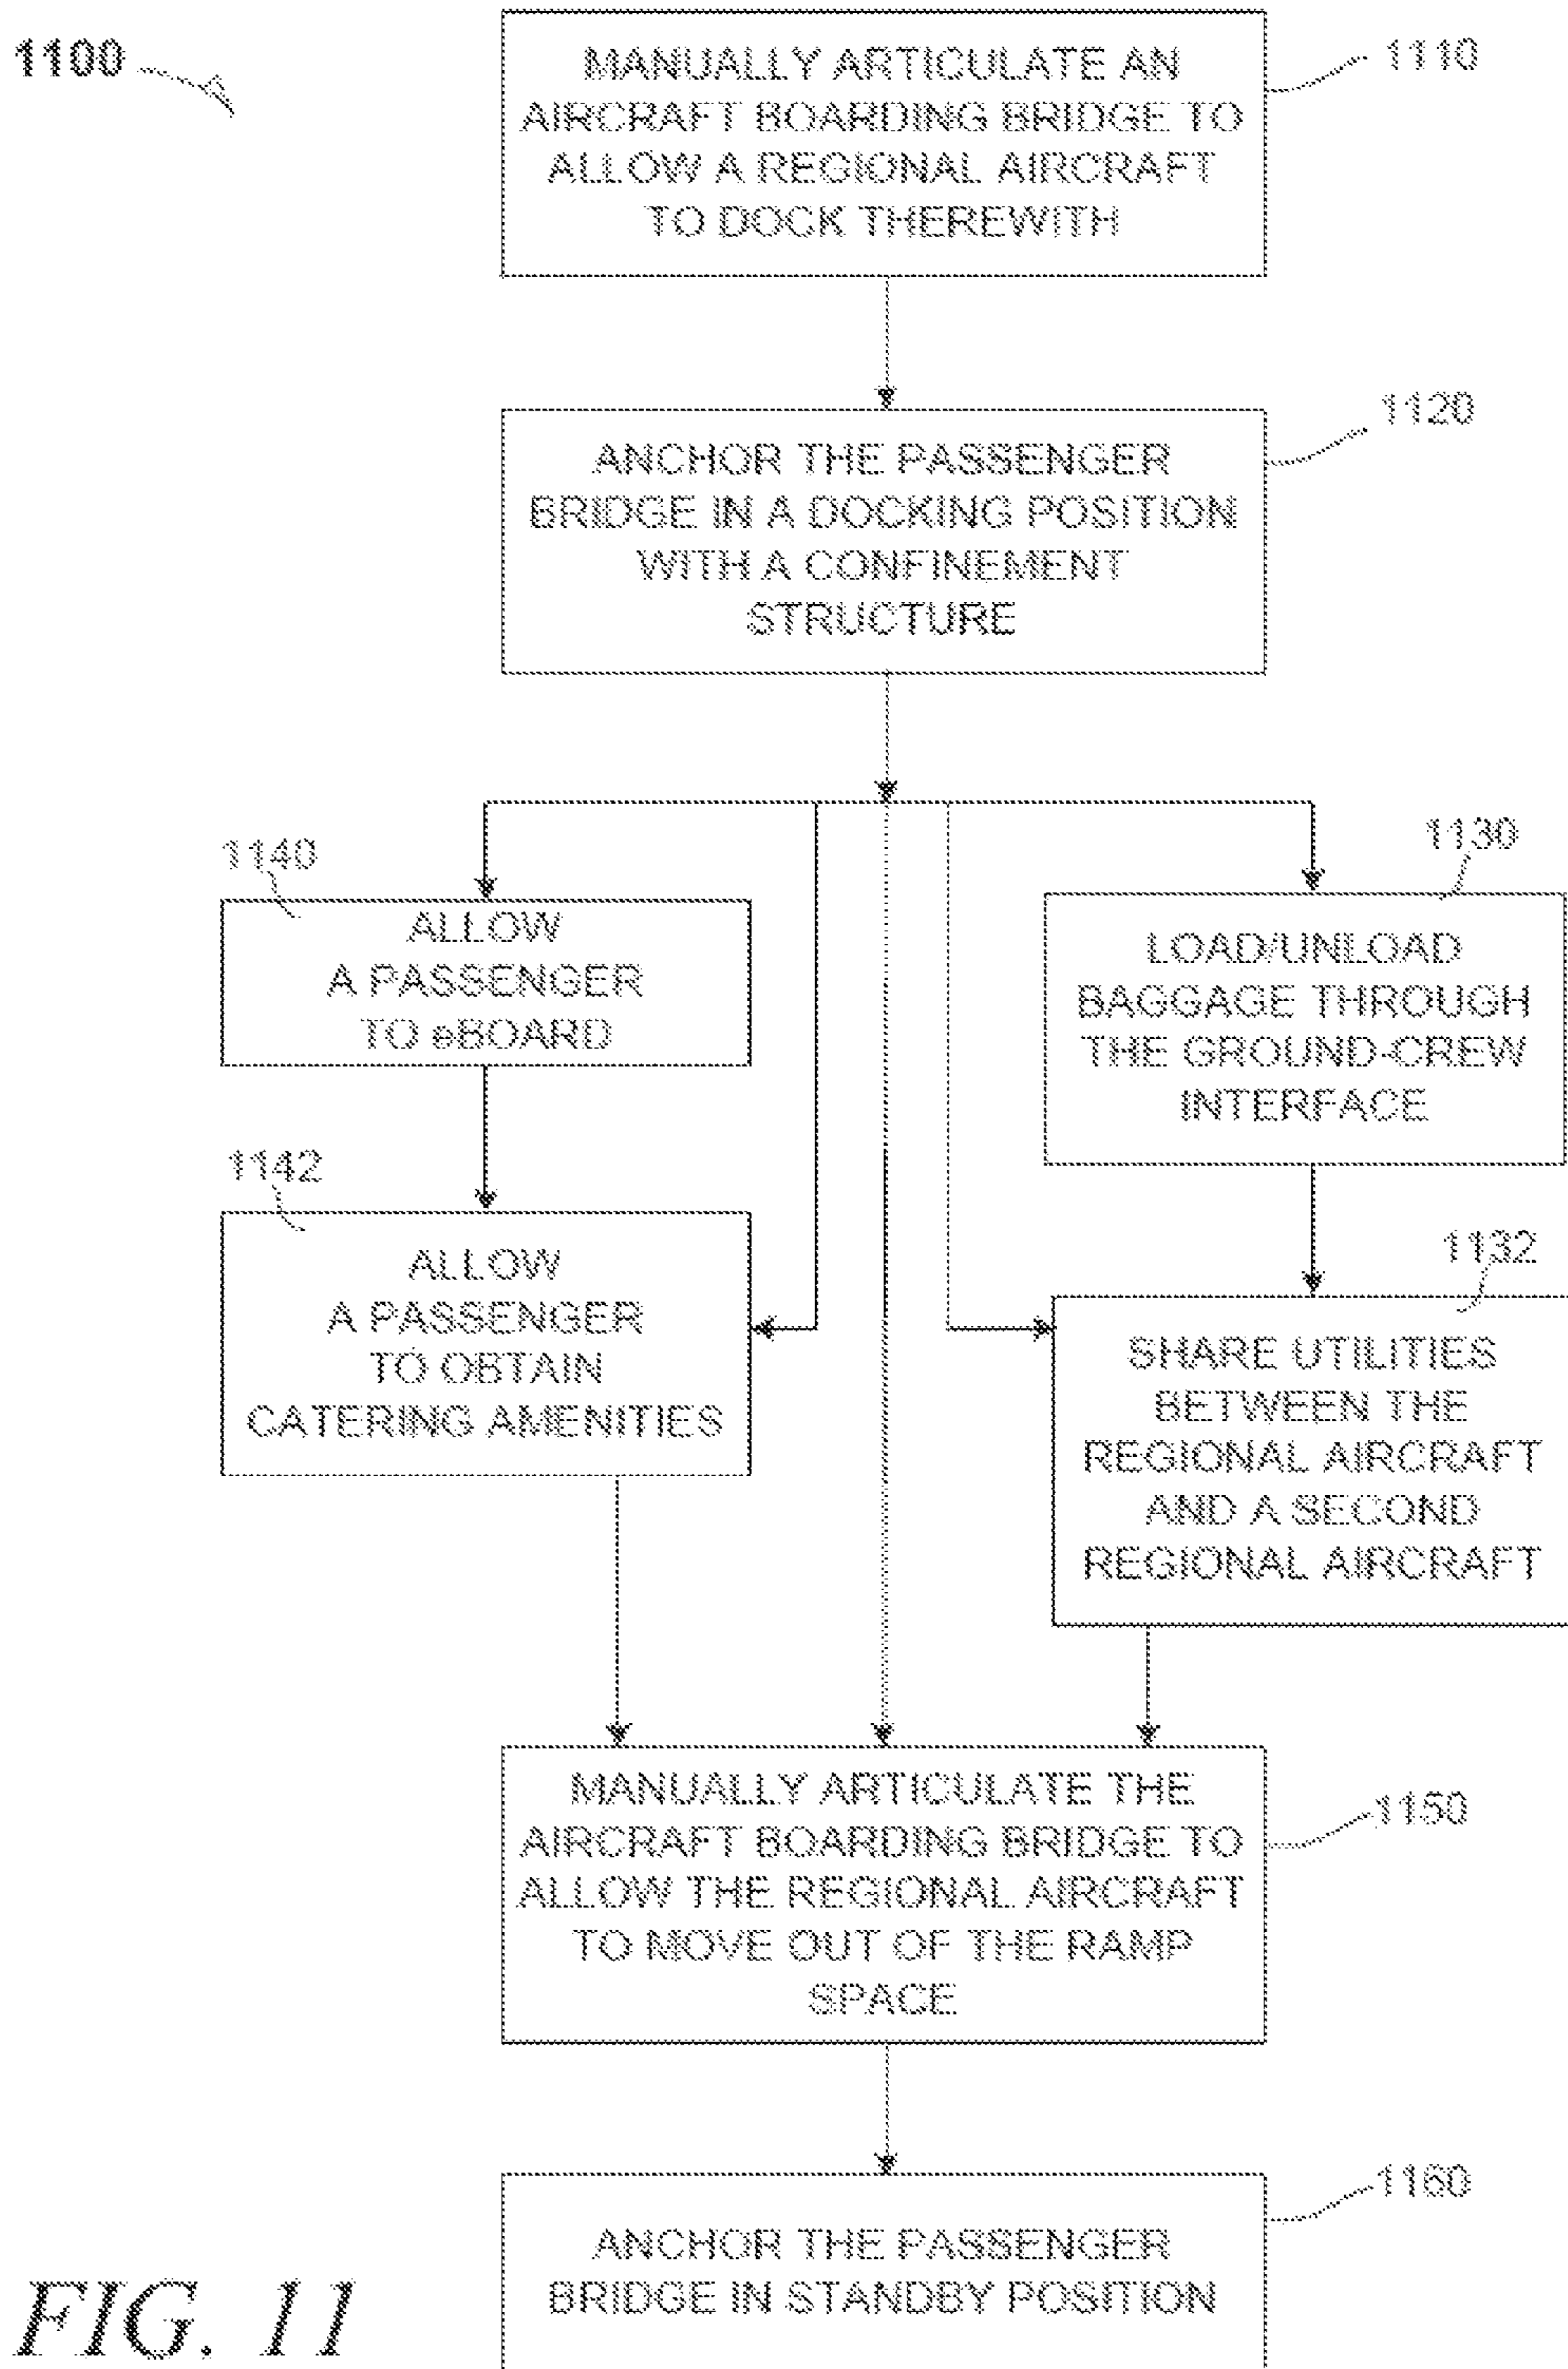 1100
MANUALLY ARTICULATE AN
AIRCRAFT BOARDING BRIDGE TO
ALLOW A REGIONAL AIRCRAFT
TO DOCK THEREWITH
1110
ANCHOR THE PASSENGER
BRIDGE IN A DOCKING POSITION
WITH A CONFINEMENT
STRUCTURE
1120
1140
ALLOW
A PASSENGER
TO eBOARD
1130
LOAD/UNLOAD
BAGGAGE THROUGH
THE GROUND-CREW
INTERFACE
1142
ALLOW
A PASSENGER
TO OBTAIN
CATERING AMENITIES
1132
SHARE UTILITIES
BETWEEN THE
REGIONAL AIRCRAFT
AND A SECOND
REGIONAL AIRCRAFT
MANUALLY ARTICULATE THE
AIRCRAFT BOARDING BRIDGE TO
ALLOW THE REGIONAL AIRCRAFT
TO MOVE OUT OF THE RAMP
SPACE
1150
ANCHOR THE PASSENGER
BRIDGE IN STANDBY POSITION
1160
FIG. 11